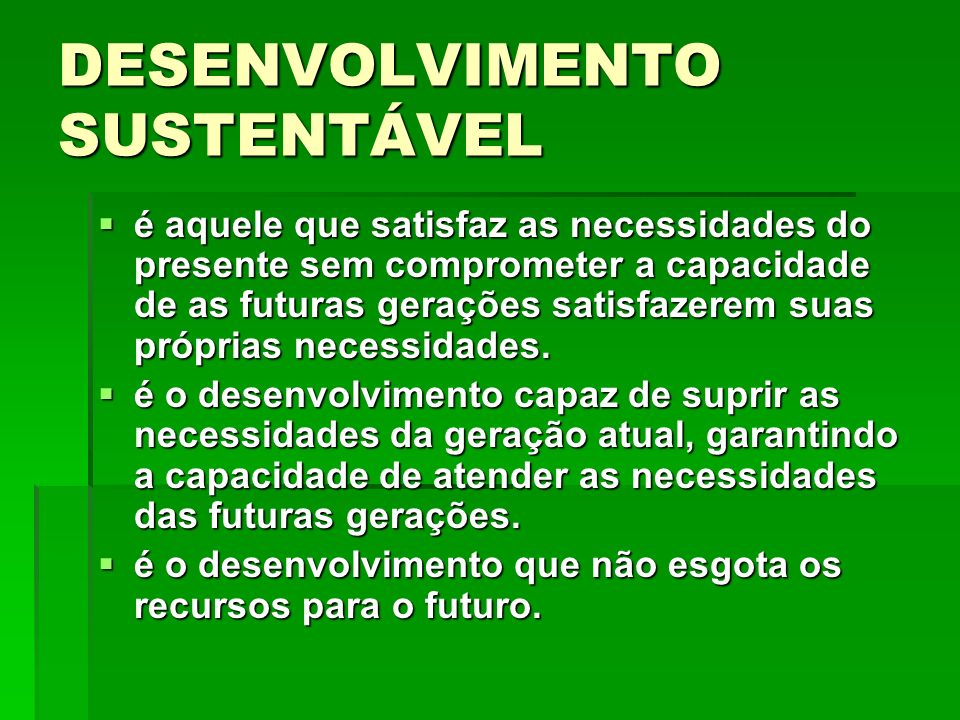 DESENVOLVIMENTO
SUSTENTÁVEL
▪ é aquele que satisfaz as necessidades do
presente sem comprometer a capacidade
de as futuras gerações satisfazerem suas
próprias necessidades.
▪ é o desenvolvimento capaz de suprir as
necessidades da geração atual, garantindo
a capacidade de atender as necessidades
das futuras gerações.
▪ é o desenvolvimento que não esgota os
recursos para o futuro.